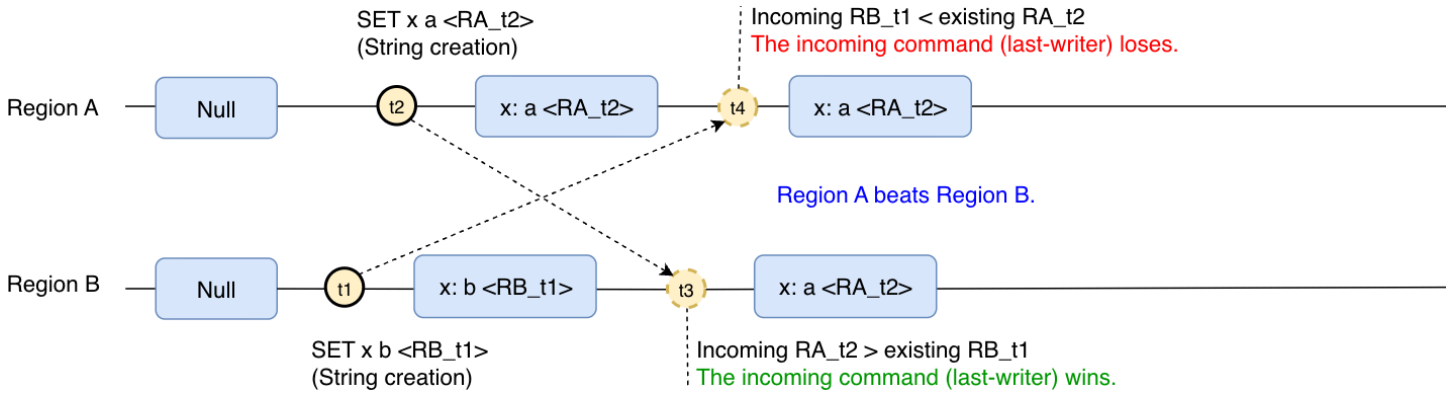 SET x a <RA_t2>
(String creation)
Incoming RB_t1 < existing RA_t2
The incoming command (last-writer) loses.
Region A
Null
t2
x: a <RA_t2>
t4
x: a <RA_t2>
Region A beats Region B.
Region B
Null
t1
x: b <RB_t1>
t3
x: a <RA_t2>
SET x b <RB_t1>
(String creation)
Incoming RA_t2 > existing RB_t1
The incoming command (last-writer) wins.